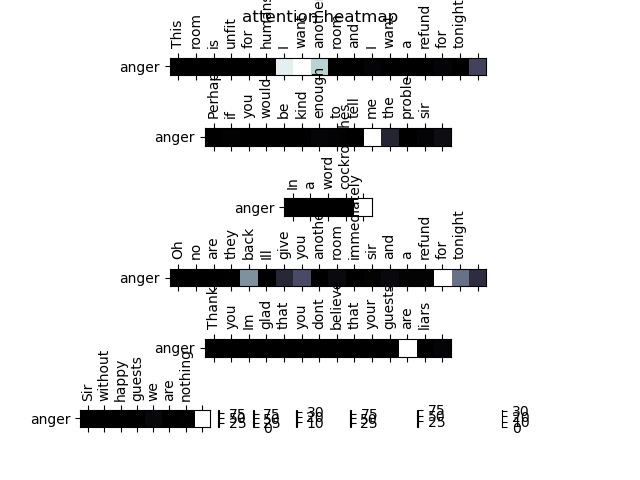 attention heatmap
This room is unfit for humans I want another room and I want a refund for tonight
anger
Perhaps if you would be kind enough to tell me the problem sir
anger
In a word cockroaches
anger
Oh no are they back Ill give you another room immediately sir and a refund for tonight
anger
Thank you Im glad that you dont believe that your guests are liars
anger
Sir without happy guests we are nothing
anger
75 75 30 75 75 30
50 50 20 50 50 20
25 25 10 25 25 10
0 0